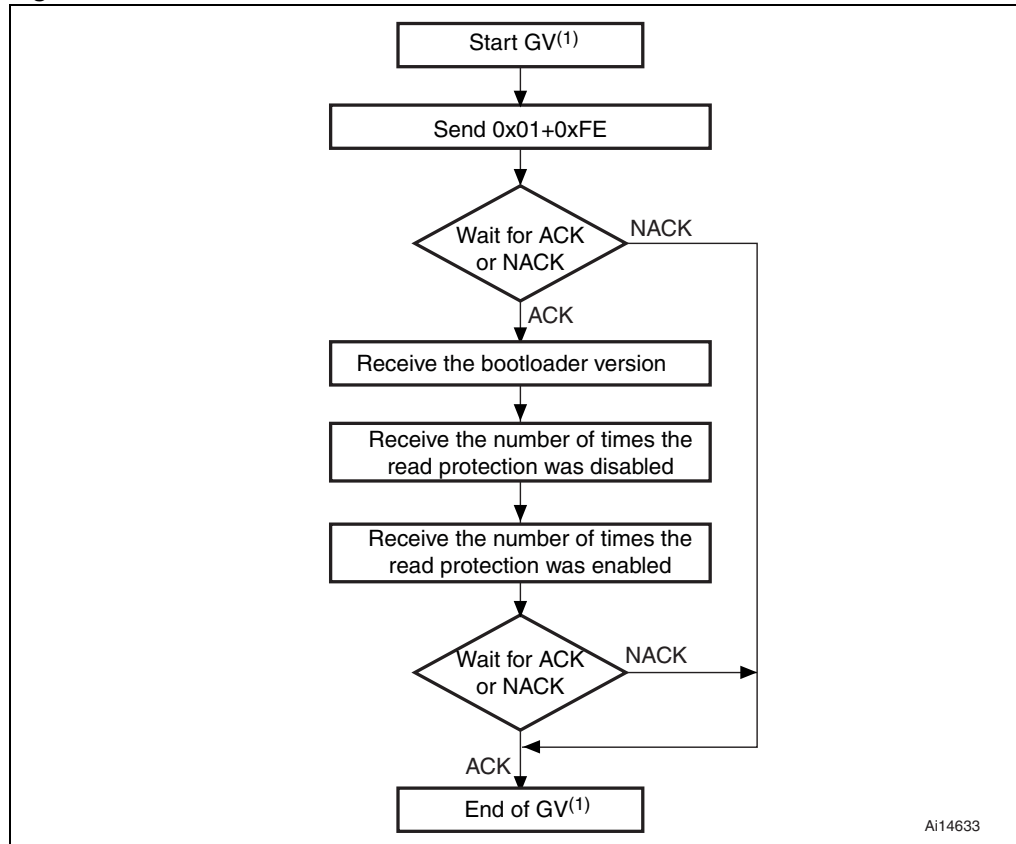 Start GV(1)
Send 0x01+0xFE
Wait for ACK
or NACK
NACK
ACK
Receive the bootloader version
Receive the number of times the
read protection was disabled
Receive the number of times the
read protection was enabled
Wait for ACK
or NACK
NACK
ACK
End of GV(1)
Ai14633